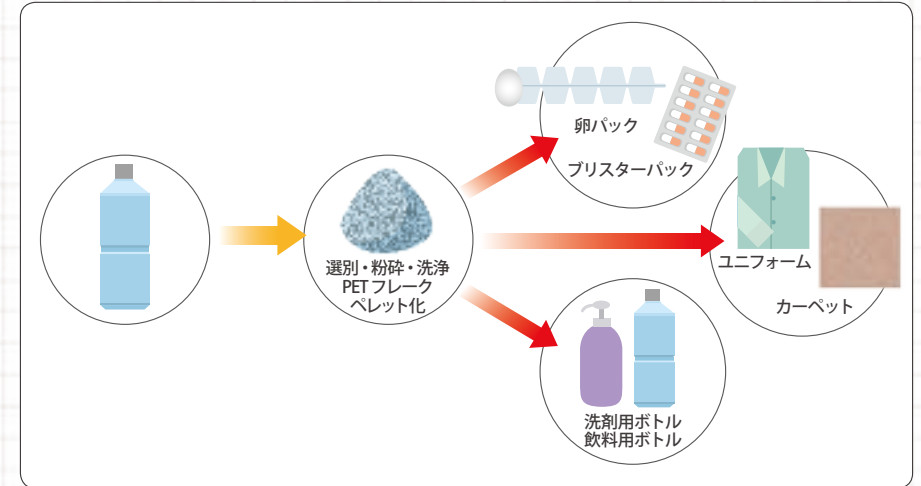 卵パック
ブリスターパック
選別・粉砕・洗浄
PETフレーク
ペレット化
ユニフォーム
カーペット
洗剤用ボトル
飲料用ボトル